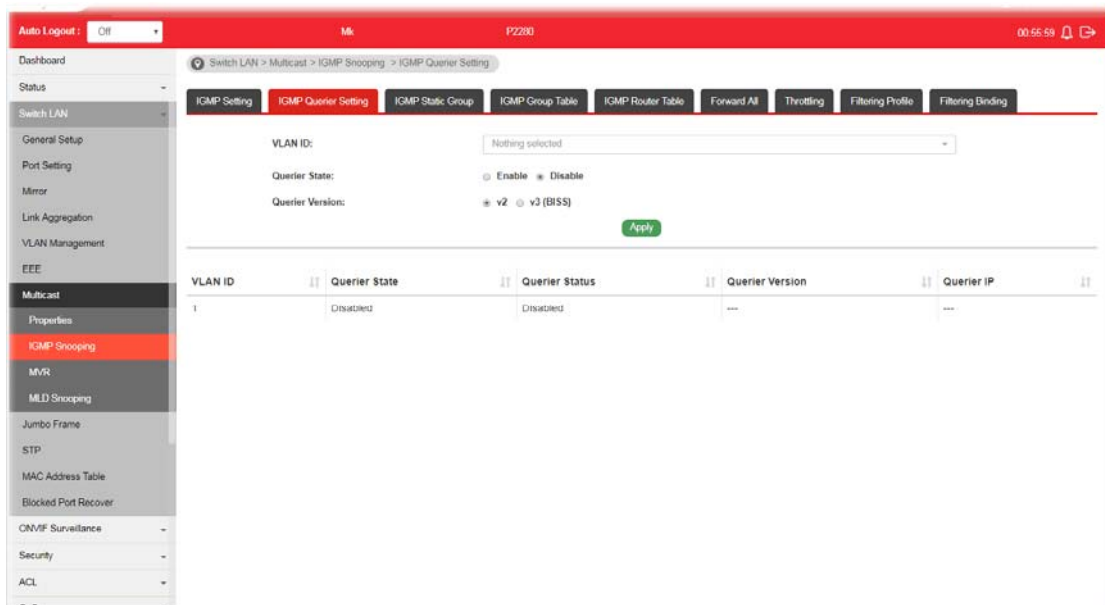 Auto Logout : Off Mk P2280 00:55:59
Dashboard
Switch LAN > Multicast > IGMP Snooping > IGMP Querier Setting
Status
IGMP Setting IGMP Querier Setting IGMP Static Group IGMP Group Table IGMP Router Table Forward All Throttling Filtering Profile Filtering Binding
Switch LAN
General Setup
Port Setting
Mirror
Link Aggregation
VLAN Management
EEE
Multicast
Properties
IGMP Snooping
MVR
MLD Snooping
Jumbo Frame
STP
MAC Address Table
Blocked Port Recover
ONVIF Surveillance
Security
ACL
VLAN ID: Nothing selected
Querier State: Enable Disable
Querier Version: v2 v3 (BISS)
Apply
VLAN ID Querier State Querier Status Querier Version Querier IP
1 Disabled Disabled --- ---